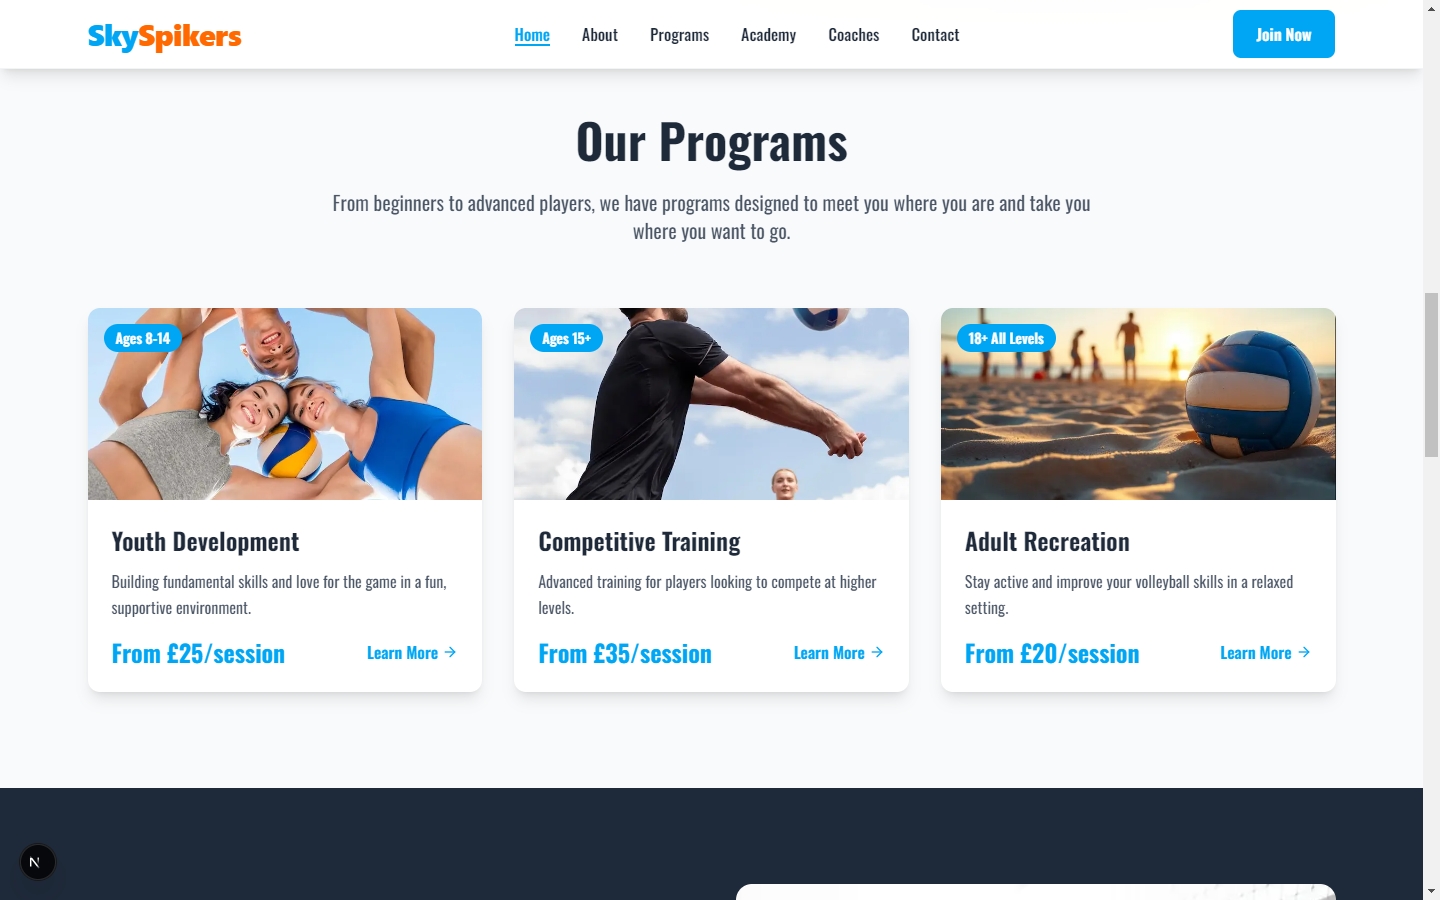 SkySpikers
Home
About
Programs
Academy
Coaches
Contact
Join Now
Our Programs
From beginners to advanced players, we have programs designed to meet you where you are and take you
where you want to go.
Ages 8-14
Youth Development
Building fundamental skills and love for the game in a fun,
supportive environment.
From £25/session
Learn More →
Ages 15+
Competitive Training
Advanced training for players looking to compete at higher
levels.
From £35/session
Learn More →
18+ All Levels
Adult Recreation
Stay active and improve your volleyball skills in a relaxed
setting.
From £20/session
Learn More →
N